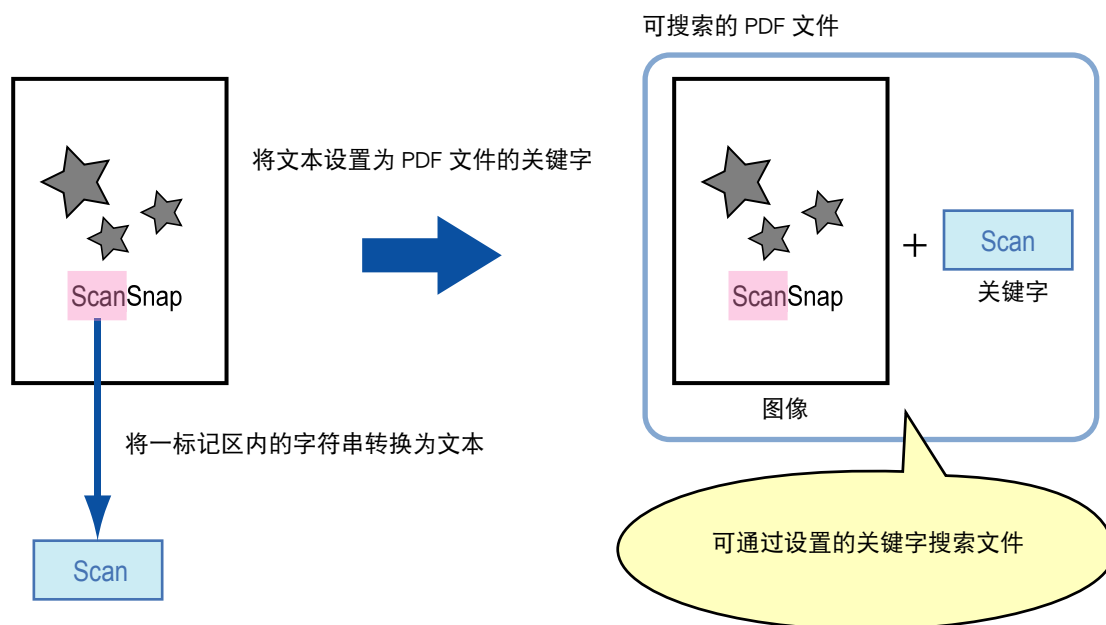 可搜索的 PDF 文件
将文本设置为 PDF 文件的关键字
ScanSnap
将一标记区内的字符串转换为文本
Scan
ScanSnap
图像
+
Scan
关键字
可通过设置的关键字搜索文件